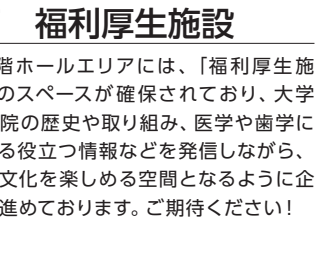 福利厚生施設
階ホールエリアには、「福利厚生施
のスペースが確保されており、大学
院の歴史や取り組み、医学や歯学に
る役立つ情報などを発信しながら、
文化を楽しめる空間となるように企
進めております。ご期待ください！